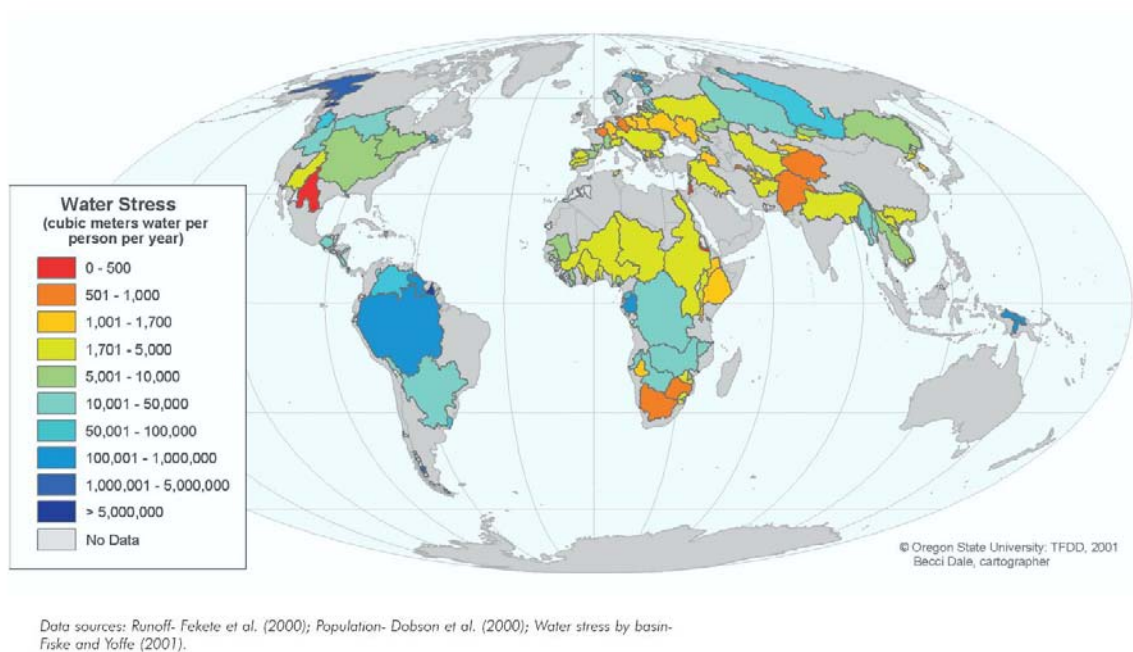 Water Stress
(cubic meters water per
person per year)
0 - 500
501 - 1,000
1,001 - 1,700
1,701 - 5,000
5,001 - 10,000
10,001 - 50,000
50,001 - 100,000
100,001 - 1,000,000
1,000,001 - 5,000,000
> 5,000,000
No Data
© Oregon State University: TFDD, 2001
Becci Dale, cartographer
Data sources: Runoff- Fekete et al. (2000); Population- Dobson et al. (2000); Water stress by basin-
Fiske and Yoffe (2001).